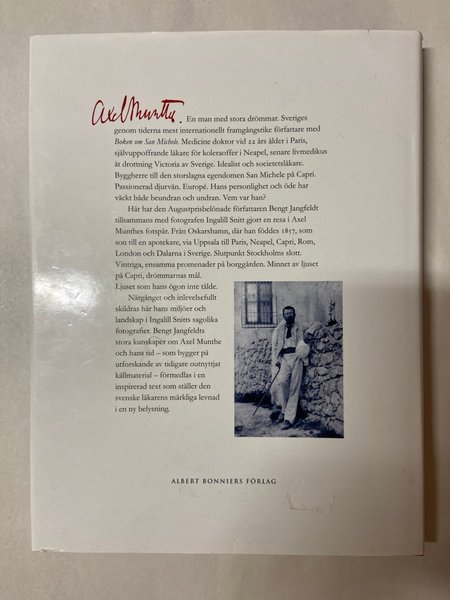 Axel Munthe. En man med stora drömmar. Sveriges
genom tiderna mest internationellt framgångsrike författare med
Boken om San Michele. Medicine doktor vid 22 års ålder i Paris,
självuppoffrande läkare för koleraoffer i Neapel, senare livmedikus
åt drottning Victoria av Sverige. Idealist och societetsläkare.
Byggherre till den storslagna egendomen San Michele på Capri.
Passionerad djurvän. Europé. Hans personlighet och öde har
väckt både beundran och undran. Vem var han?
Här har den Augustprisbelönade författaren Bengt Jangfeldt
tillsammans med fotografen Ingalill Snitt gjort en resa i Axel
Munthes fotspår. Från Oskarshamn, där han föddes 1857, som
son till en apotekare, via Uppsala till Paris, Neapel, Capri, Rom,
London och Dalarna i Sverige. Slutpunkt Stockholms slott.
Vintriga, ensamma promenader på borggården. Minnet av ljuset
på Capri, drömmarnas mål.
Ljuset som hans ögon inte tålde.
Närgånget och inlevelsefullt
skildras här hans miljöer och
landskap i Ingalill Snitts sagolika
fotografier. Bengt Jangfeldts
stora kunskaper om Axel Munthe
och hans tid – som bygger på
utforskande av tidigare outnyttjat
källmaterial – förmedlas i en
inspirerad text som ställer den
svenske läkarens märkliga levnad
i en ny belysning.
ALBERT BONNIERS FÖRLAG